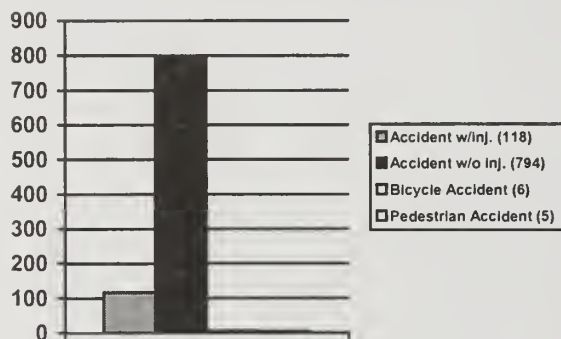 900
800
700
600
500
400
300
200
100
0
Accident w/inj. (118)
Accident w/o inj. (794)
Bicycle Accident (6)
Pedestrian Accident (5)